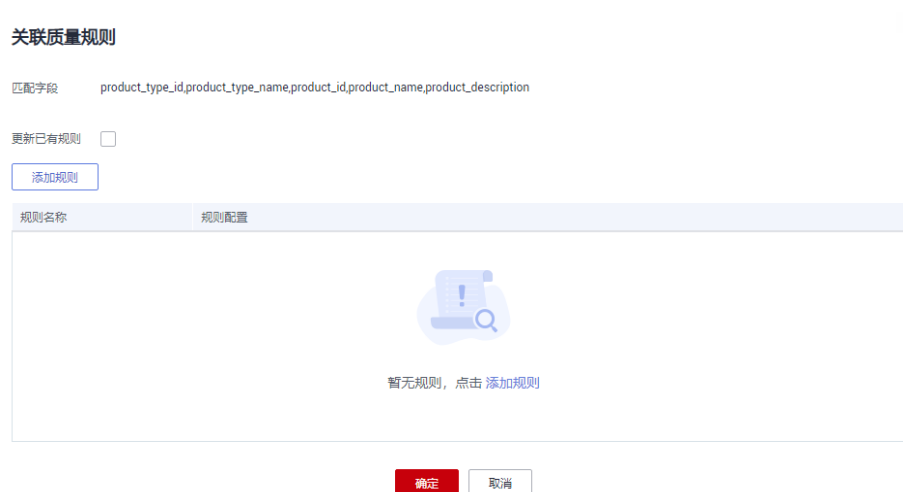 关联质量规则
匹配字段 product_type_id,product_type_name,product_id,product_name,product_description
更新已有规则
添加规则
规则名称 规则配置
暂无规则，点击 添加规则
确定 取消